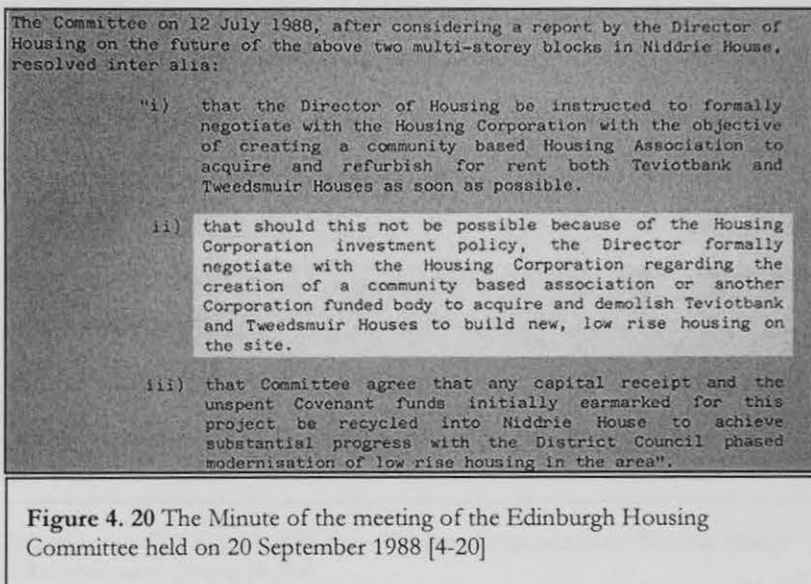 The Committee on 12 July 1988, after considering a report by the Director of
Housing on the future of the above two multi-storey blocks in Niddrie House,
resolved inter alia:
"i) that the Director of Housing be instructed to formally
negotiate with the Housing Corporation with the objective
of creating a community based Housing Association to
acquire and refurbish for rent both Teviotbank and
Tweedsmuir Houses as soon as possible.
ii) that should this not be possible because of the Housing
Corporation investment policy, the Director formally
negotiate with the Housing Corporation regarding the
creation of a community based association or another
Corporation funded body to acquire and demolish Teviotbank
and Tweedsmuir Houses to build new, low rise housing on
the site.
iii) that Committee agree that any capital receipt and the
unspent Covenant funds initially earmarked for this
project be recycled into Niddrie House to achieve
substantial progress with the District Council phased
modernisation of low rise housing in the area".
Figure 4. 20 The Minute of the meeting of the Edinburgh Housing
Committee held on 20 September 1988 [4-20]